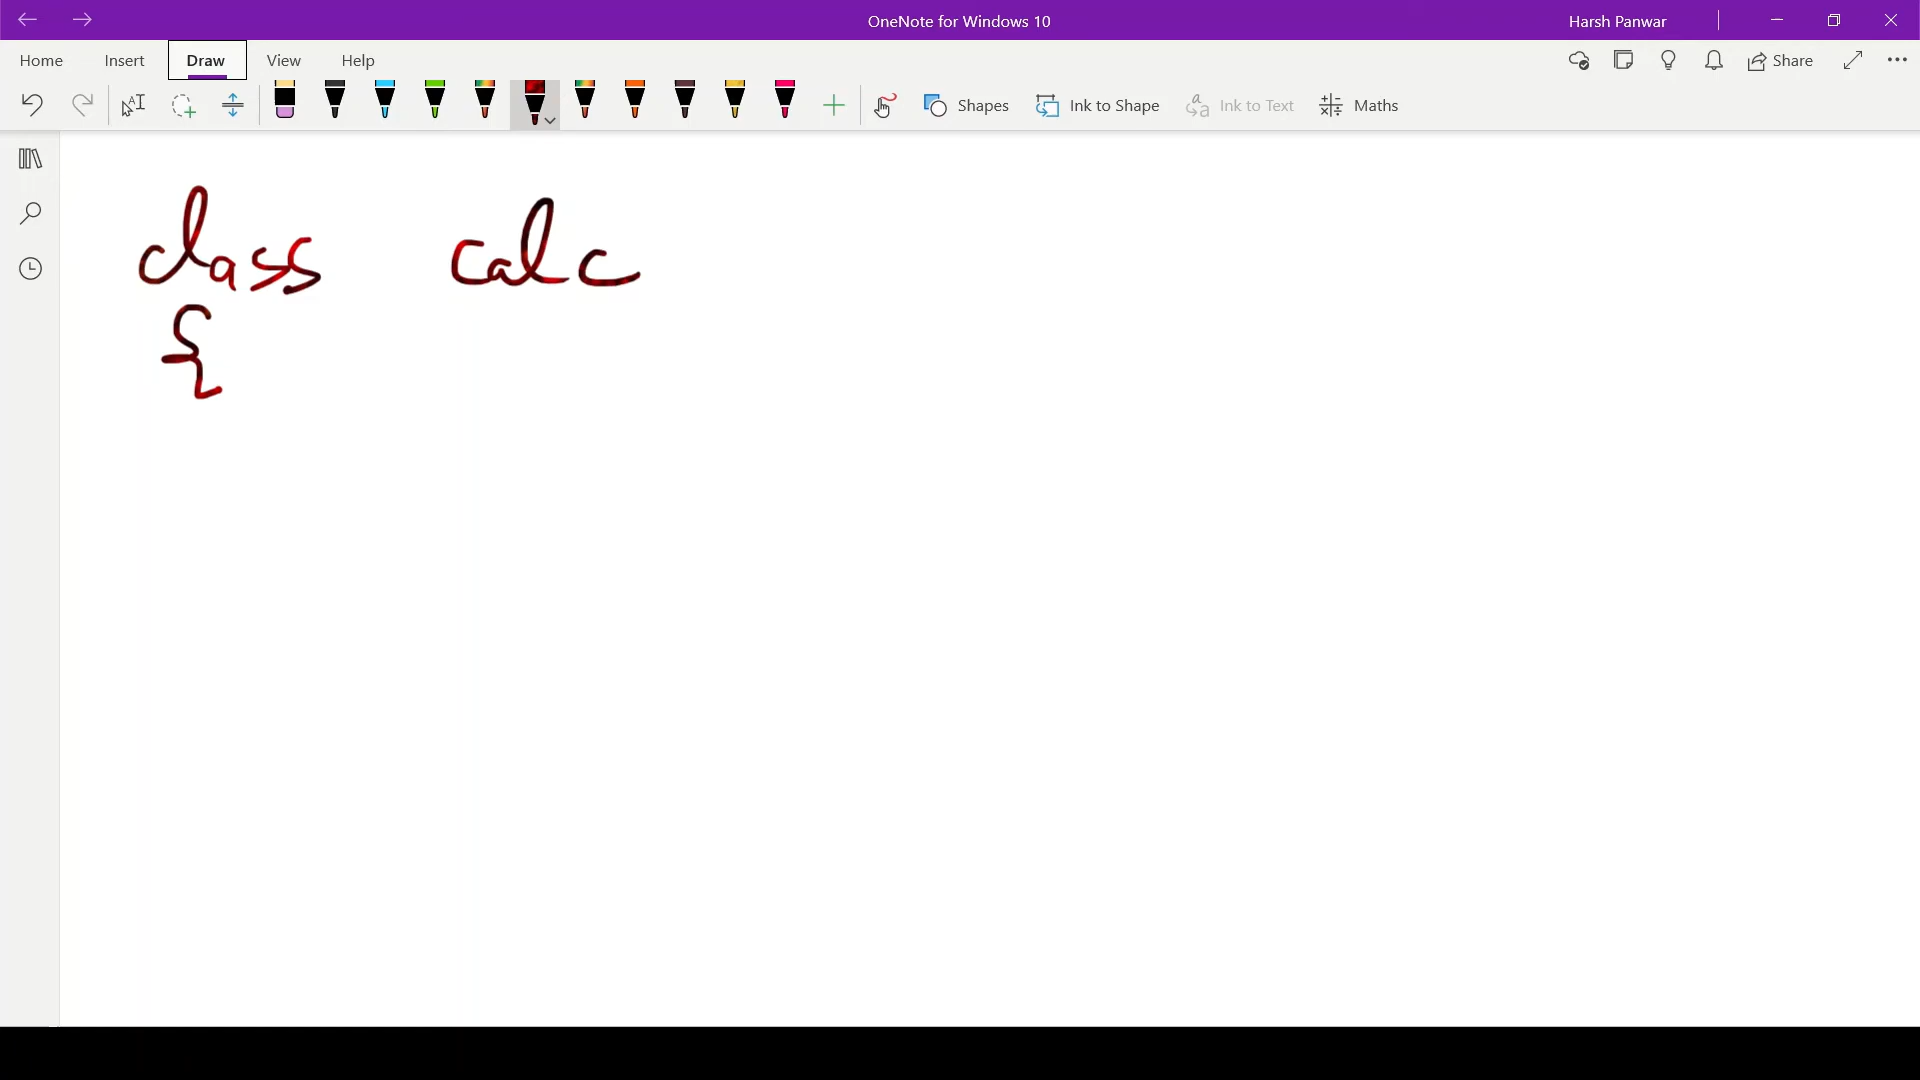 OneNote for Windows 10
Harsh Panwar
Home Insert Draw View Help
Share
Shapes Ink to Shape Ink to Text Maths
class calc
{